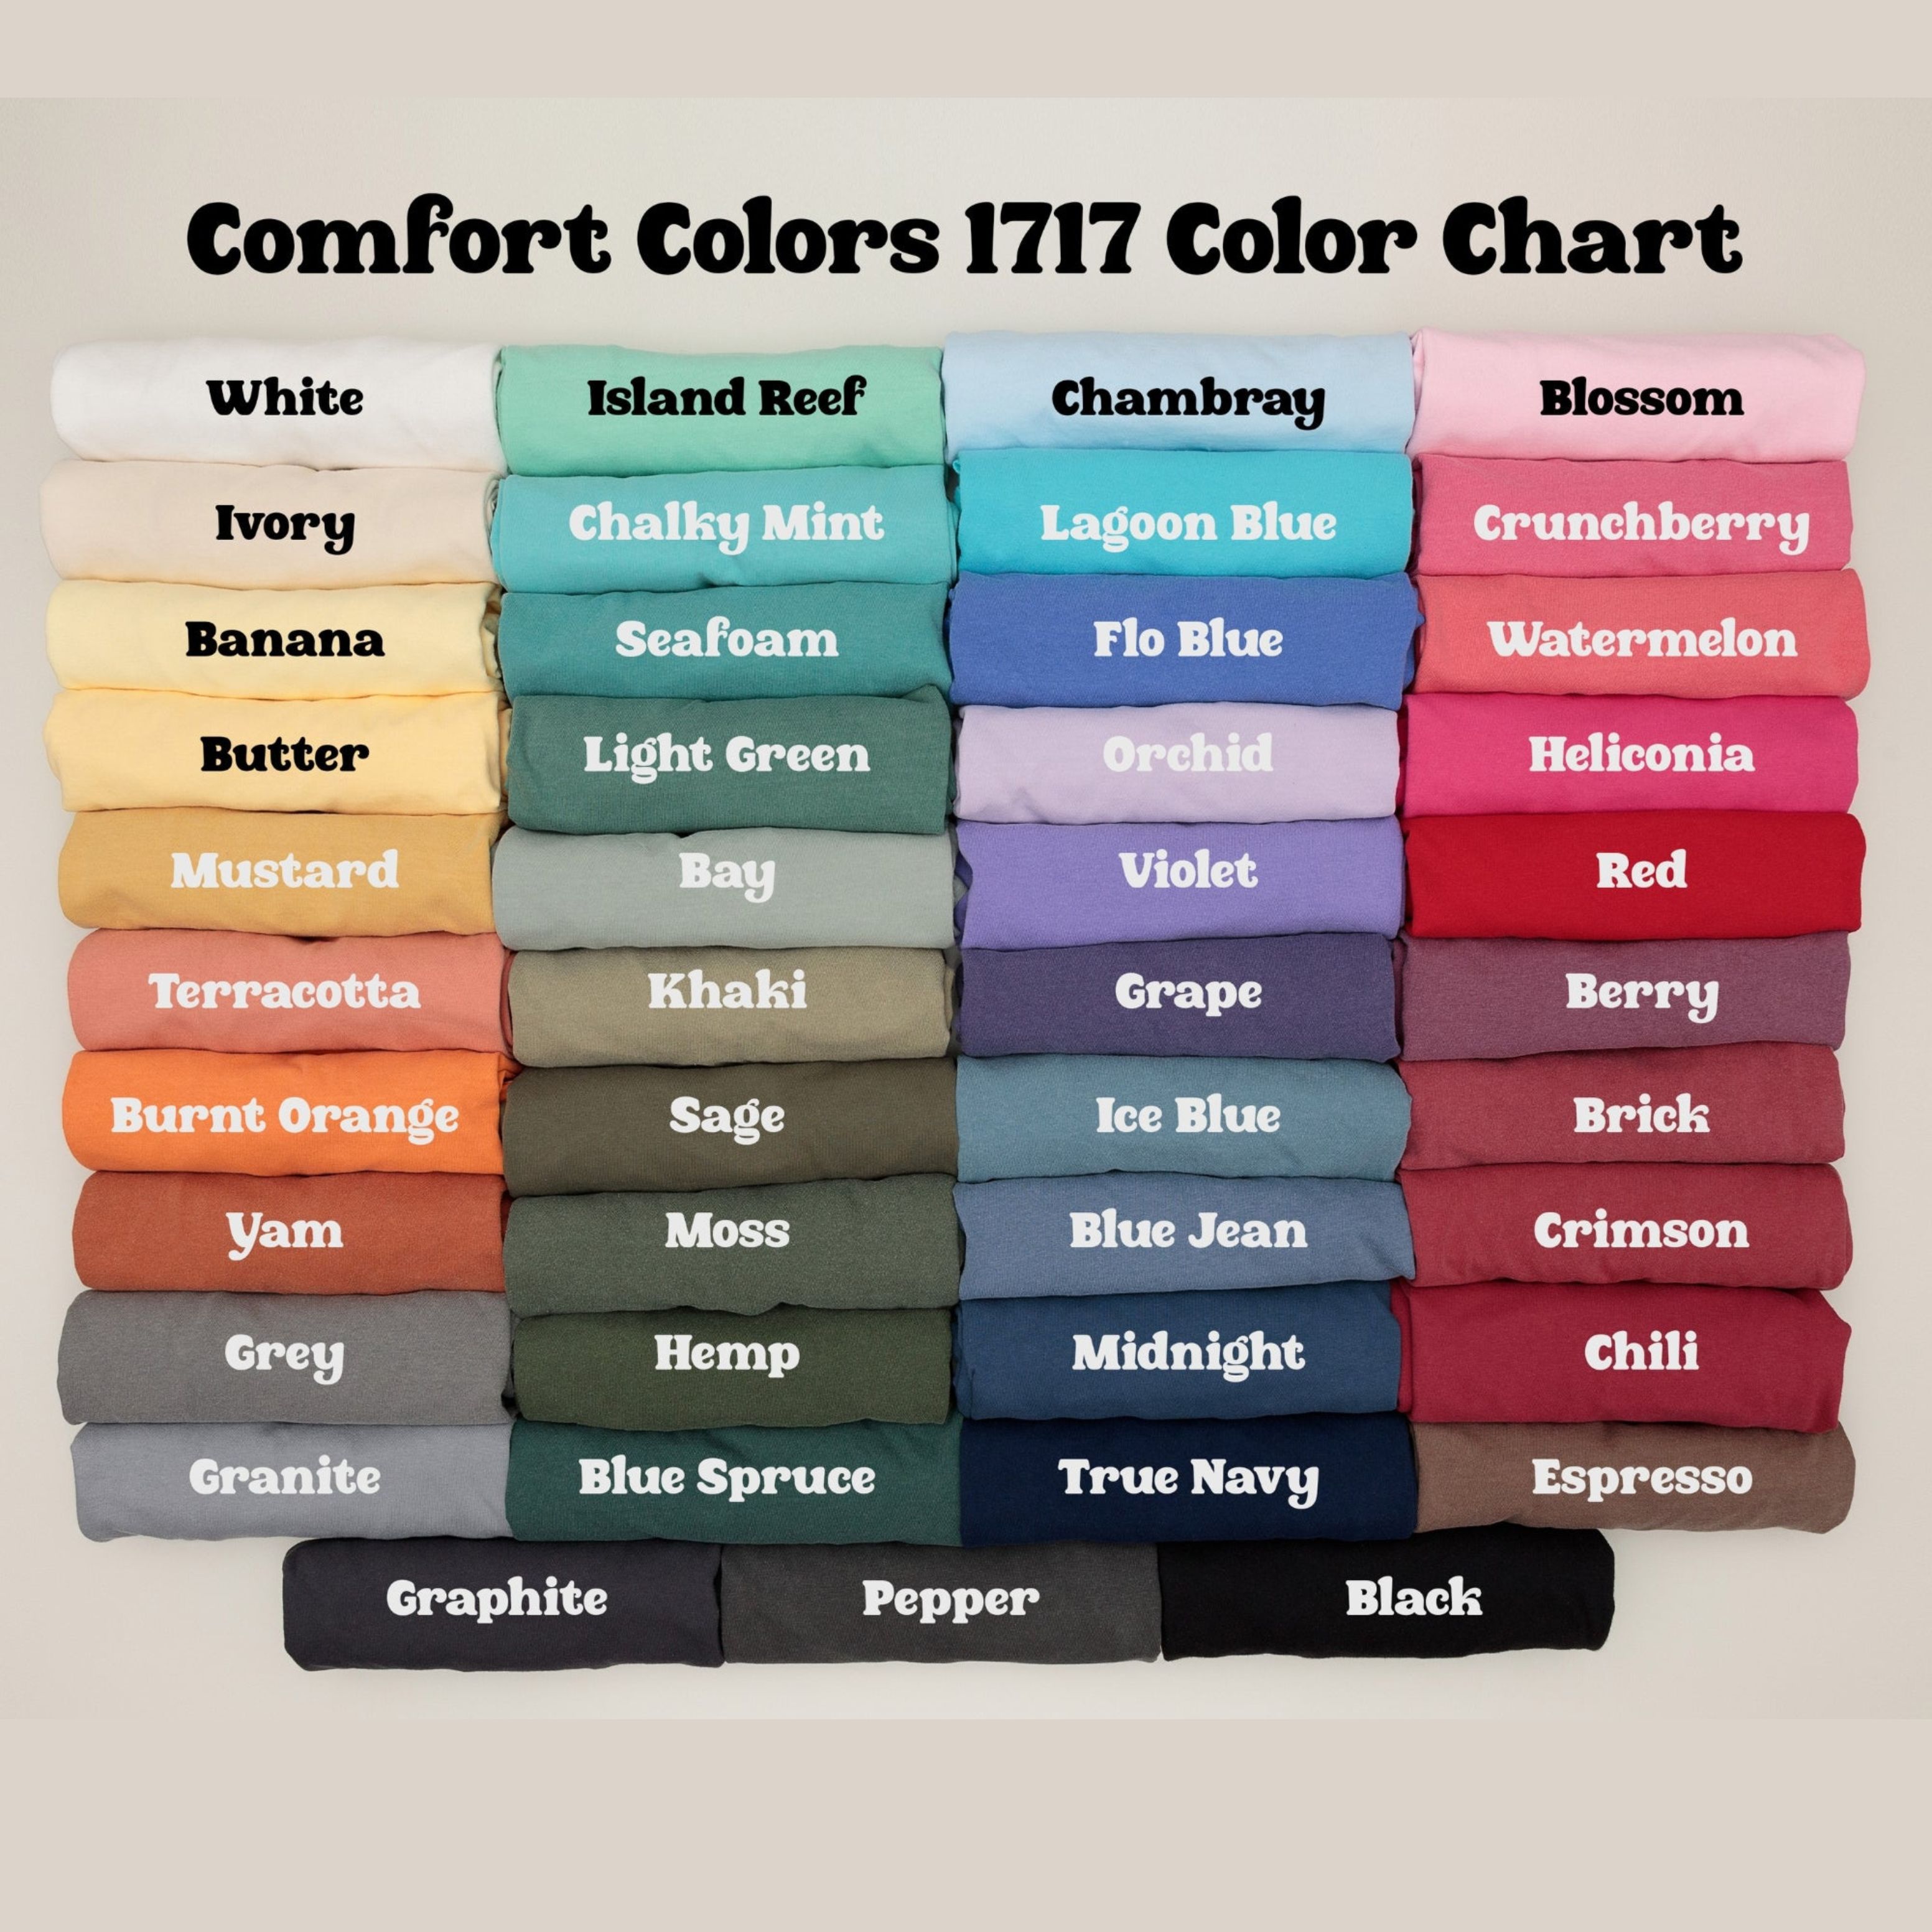 Comfort Colors 1717 Color Chart
White
Island Reef
Chambray
Blossom
Ivory
Chalky Mint
Lagoon Blue
Crunchberry
Banana
Seafoam
Flo Blue
Watermelon
Butter
Light Green
Orchid
Heliconia
Mustard
Bay
Violet
Red
Terracotta
Khaki
Grape
Berry
Burnt Orange
Sage
Ice Blue
Brick
Yam
Moss
Blue Jean
Crimson
Grey
Hemp
Midnight
Chili
Granite
Blue Spruce
True Navy
Espresso
Graphite
Pepper
Black